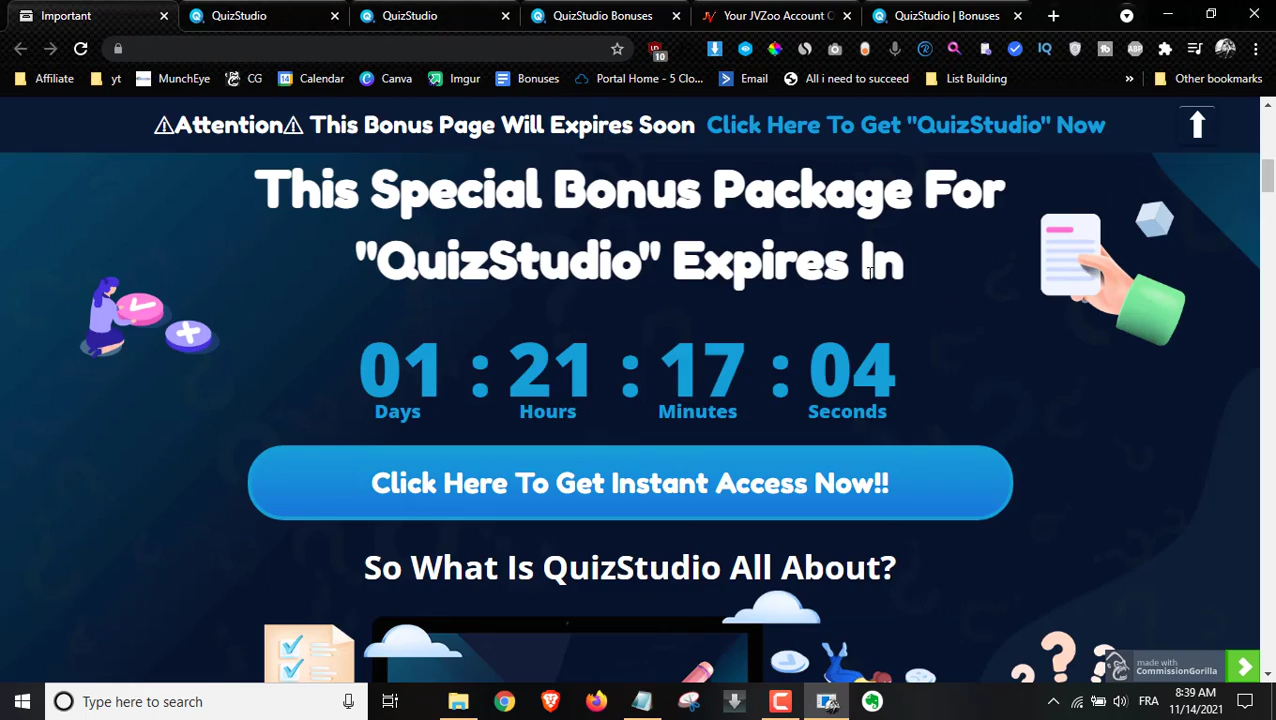 Important
QuizStudio
QuizStudio
QuizStudio Bonuses
Your JVZoo Account O
QuizStudio | Bonuses
10
Affiliate
yt
MunchEye
CG
Calendar
Canva
Imgur
Bonuses
Portal Home - 5 Clo...
Email
All i need to succeed
List Building
»
Other bookmarks
⚠Attention⚠ This Bonus Page Will Expires Soon Click Here To Get "QuizStudio" Now
This Special Bonus Package For
"QuizStudio" Expires In
01 : 21 : 17 : 04
Days Hours Minutes Seconds
Click Here To Get Instant Access Now!!
So What Is QuizStudio All About?
made with
COMMISSIONGORILLA
Type here to search
FRA
8:39 AM
11/14/2021